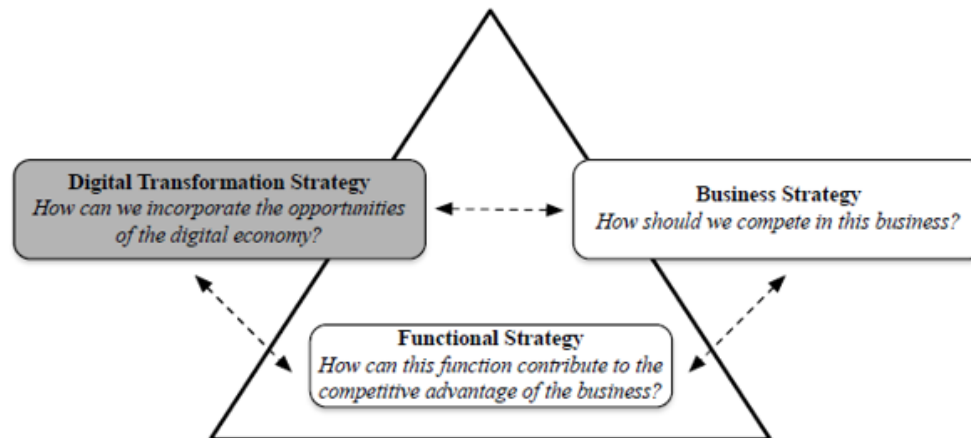 Digital Transformation Strategy
How can we incorporate the opportunities
of the digital economy?
Business Strategy
How should we compete in this business?
Functional Strategy
How can this function contribute to the
competitive advantage of the business?